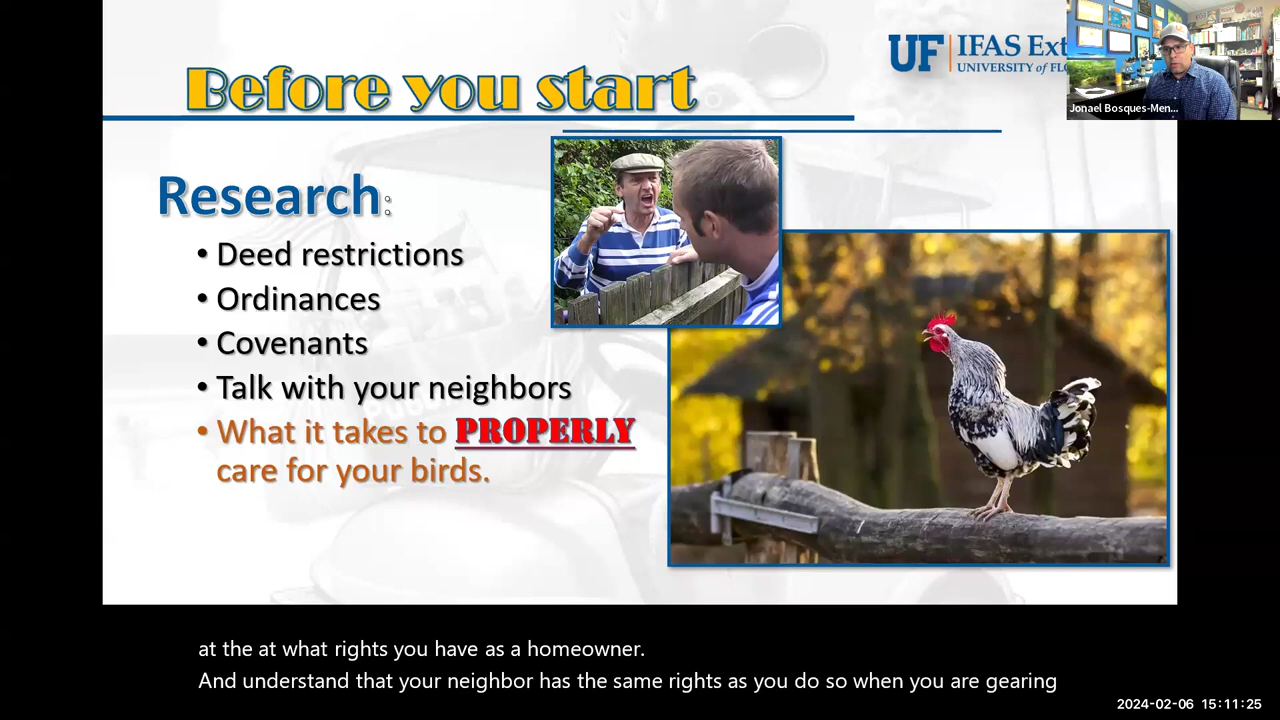 Before you start
UF IFAS Ext
UNIVERSITY of FLO
Jonael Bosques-Men...
Research:
• Deed restrictions
• Ordinances
• Covenants
• Talk with your neighbors
• What it takes to PROPERLY
care for your birds.
at the at what rights you have as a homeowner.
And understand that your neighbor has the same rights as you do so when you are gearing
2024-02-06 15:11:25